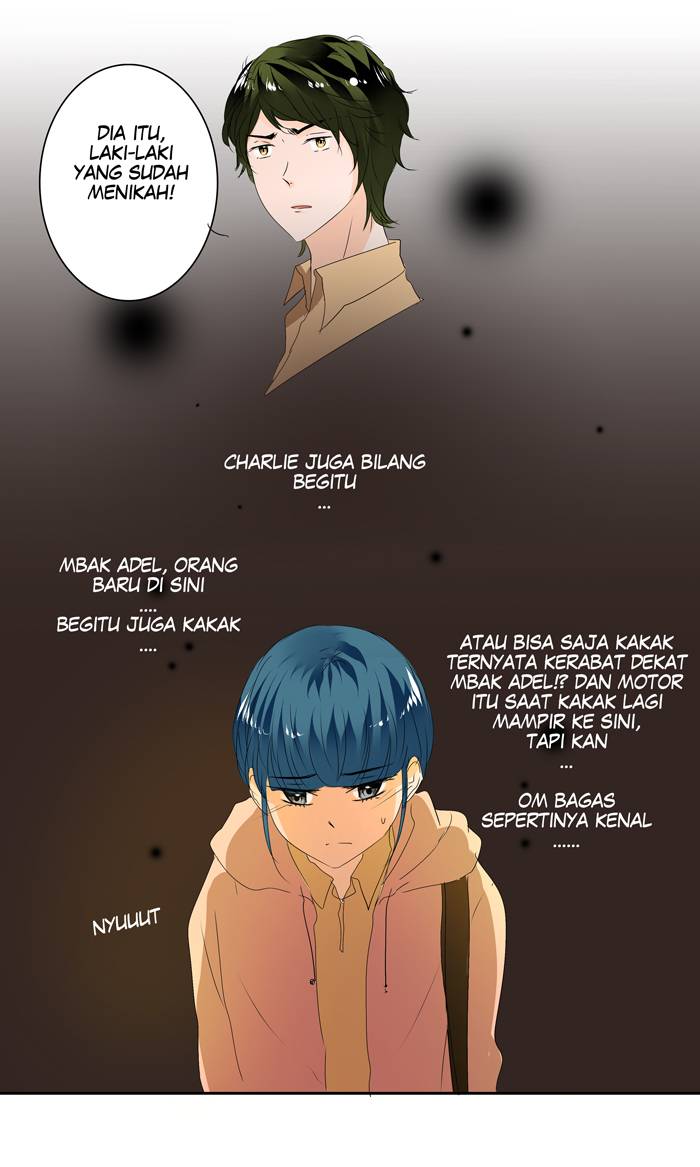 DIA ITU,
LAKI-LAKI
YANG SUDAH
MENIKAH!
CHARLIE JUGA BILANG
BEGITU
...
MBAK ADEL, ORANG
BARU DI SINI
....
BEGITU JUGA KAKAK
....
ATAU BISA SAJA KAKAK
TERNYATA KERABAT DEKAT
MBAK ADEL!? DAN MOTOR
ITU SAAT KAKAK LAGI
MAMPIR KE SINI,
TAPI KAN
...
OM BAGAS
SEPERTINYA KENAL
......
NYUUUT